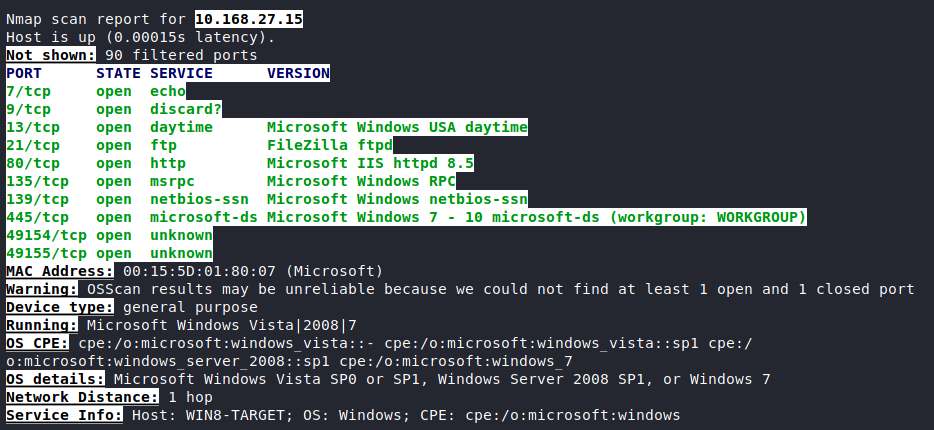 Nmap scan report for 10.168.27.15
Host is up (0.00015s latency).
Not shown: 90 filtered ports
PORT      STATE SERVICE      VERSION
7/tcp     open  echo
9/tcp     open  discard?
13/tcp    open  daytime      Microsoft Windows USA daytime
21/tcp    open  ftp          FileZilla ftpd
80/tcp    open  http         Microsoft IIS httpd 8.5
135/tcp   open  msrpc        Microsoft Windows RPC
139/tcp   open  netbios-ssn  Microsoft Windows netbios-ssn
445/tcp   open  microsoft-ds Microsoft Windows 7 - 10 microsoft-ds (workgroup: WORKGROUP)
49154/tcp open  unknown
49155/tcp open  unknown
MAC Address: 00:15:5D:01:80:07 (Microsoft)
Warning: OSScan results may be unreliable because we could not find at least 1 open and 1 closed port
Device type: general purpose
Running: Microsoft Windows Vista|2008|7
OS CPE: cpe:/o:microsoft:windows_vista::- cpe:/o:microsoft:windows_vista::sp1 cpe:/
o:microsoft:windows_server_2008::sp1 cpe:/o:microsoft:windows_7
OS details: Microsoft Windows Vista SP0 or SP1, Windows Server 2008 SP1, or Windows 7
Network Distance: 1 hop
Service Info: Host: WIN8-TARGET; OS: Windows; CPE: cpe:/o:microsoft:windows